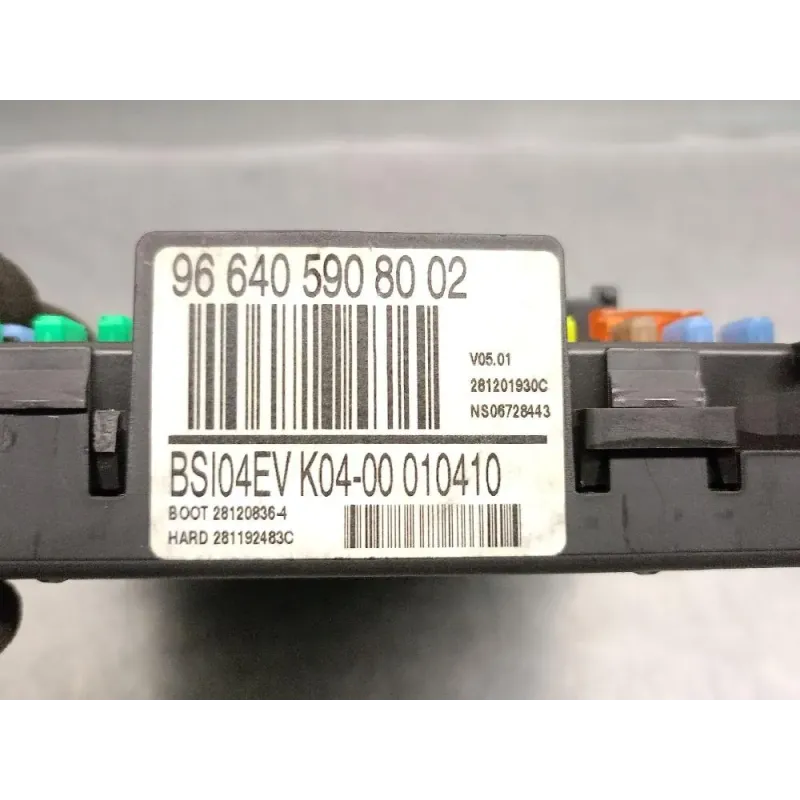 96 640 590 80 02
V05.01
281201930C
NS06728443
BSI04EV K04-00 010410
BOOT 28120836-4
HARD 281192483C